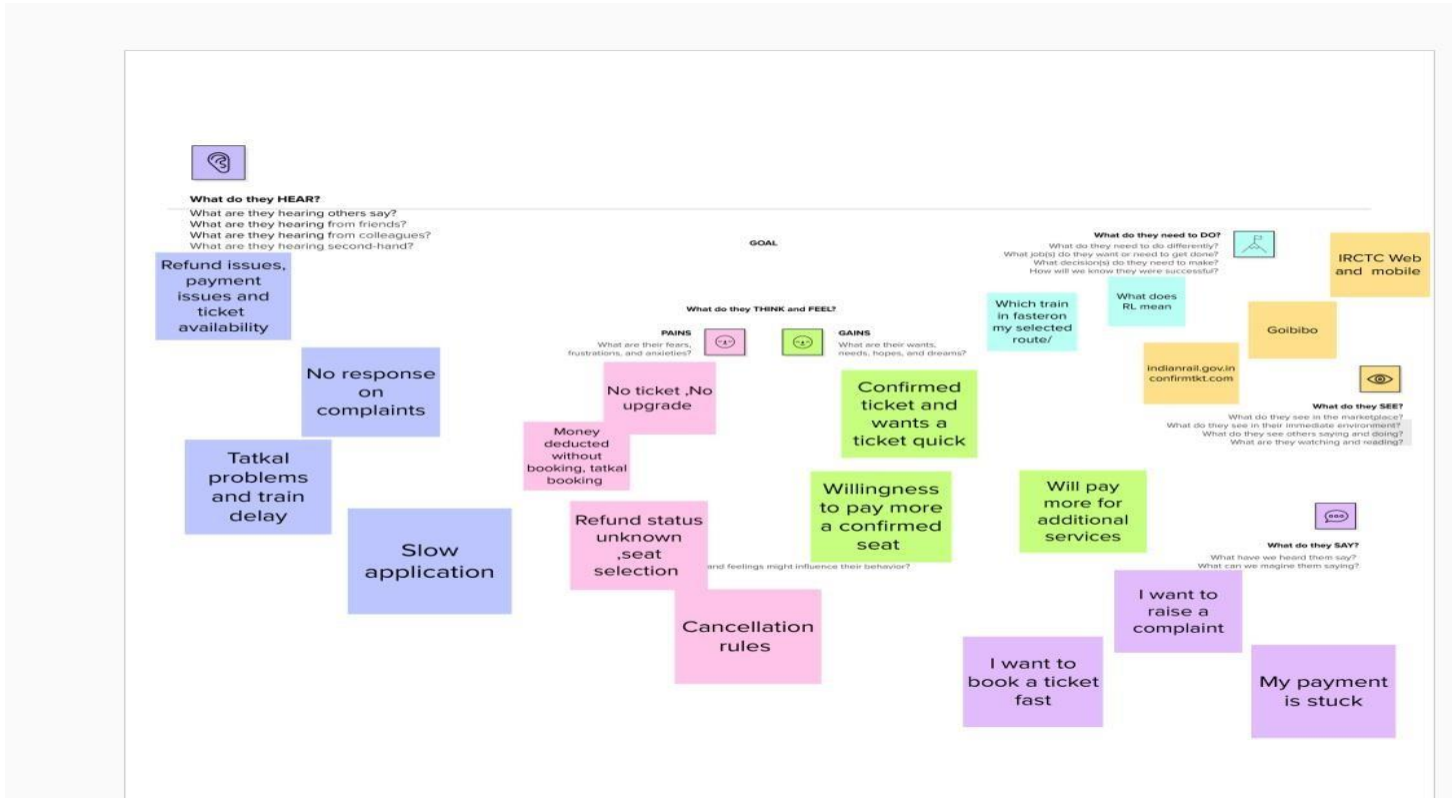 What do they HEAR?
What are they hearing others say?
What are they hearing from friends?
What are they hearing from colleagues?
What are they hearing second-hand?
Refund issues,
payment
issues and
ticket
availability
No response
on
complaints
Tatkal
problems
and train
delay
Slow
application
GOAL
What do they THINK and FEEL?
PAINS
What are their fears,
frustrations, and anxieties?
GAINS
What are their wants,
needs, hopes, and dreams?
No ticket ,No
upgrade
Money
deducted
without
booking, tatkal
booking
Refund status
unknown
,seat
selection
and feelings might influence their behavior?
Cancellation
rules
Confirmed
ticket and
wants a
ticket quick
Willingness
to pay more
a confirmed
seat
Will pay
more for
additional
services
What do they need to DO?
What do they need to do differently?
What job(s) do they want or need to get done?
What decision(s) do they need to make?
How will we know they were successful?
Which train
in fasteron
my selected
route/
What does
RL mean
IRCTC Web
and mobile
Goibibo
indianrail.gov.in
confirmtkt.com
What do they SEE?
What do they see in the marketplace?
What do they see in their immediate environment?
What do they see others saying and doing?
What are they watching and reading?
What do they SAY?
What have we heard them say?
What can we magine them saying?
I want to
raise a
complaint
I want to
book a ticket
fast
My payment
is stuck